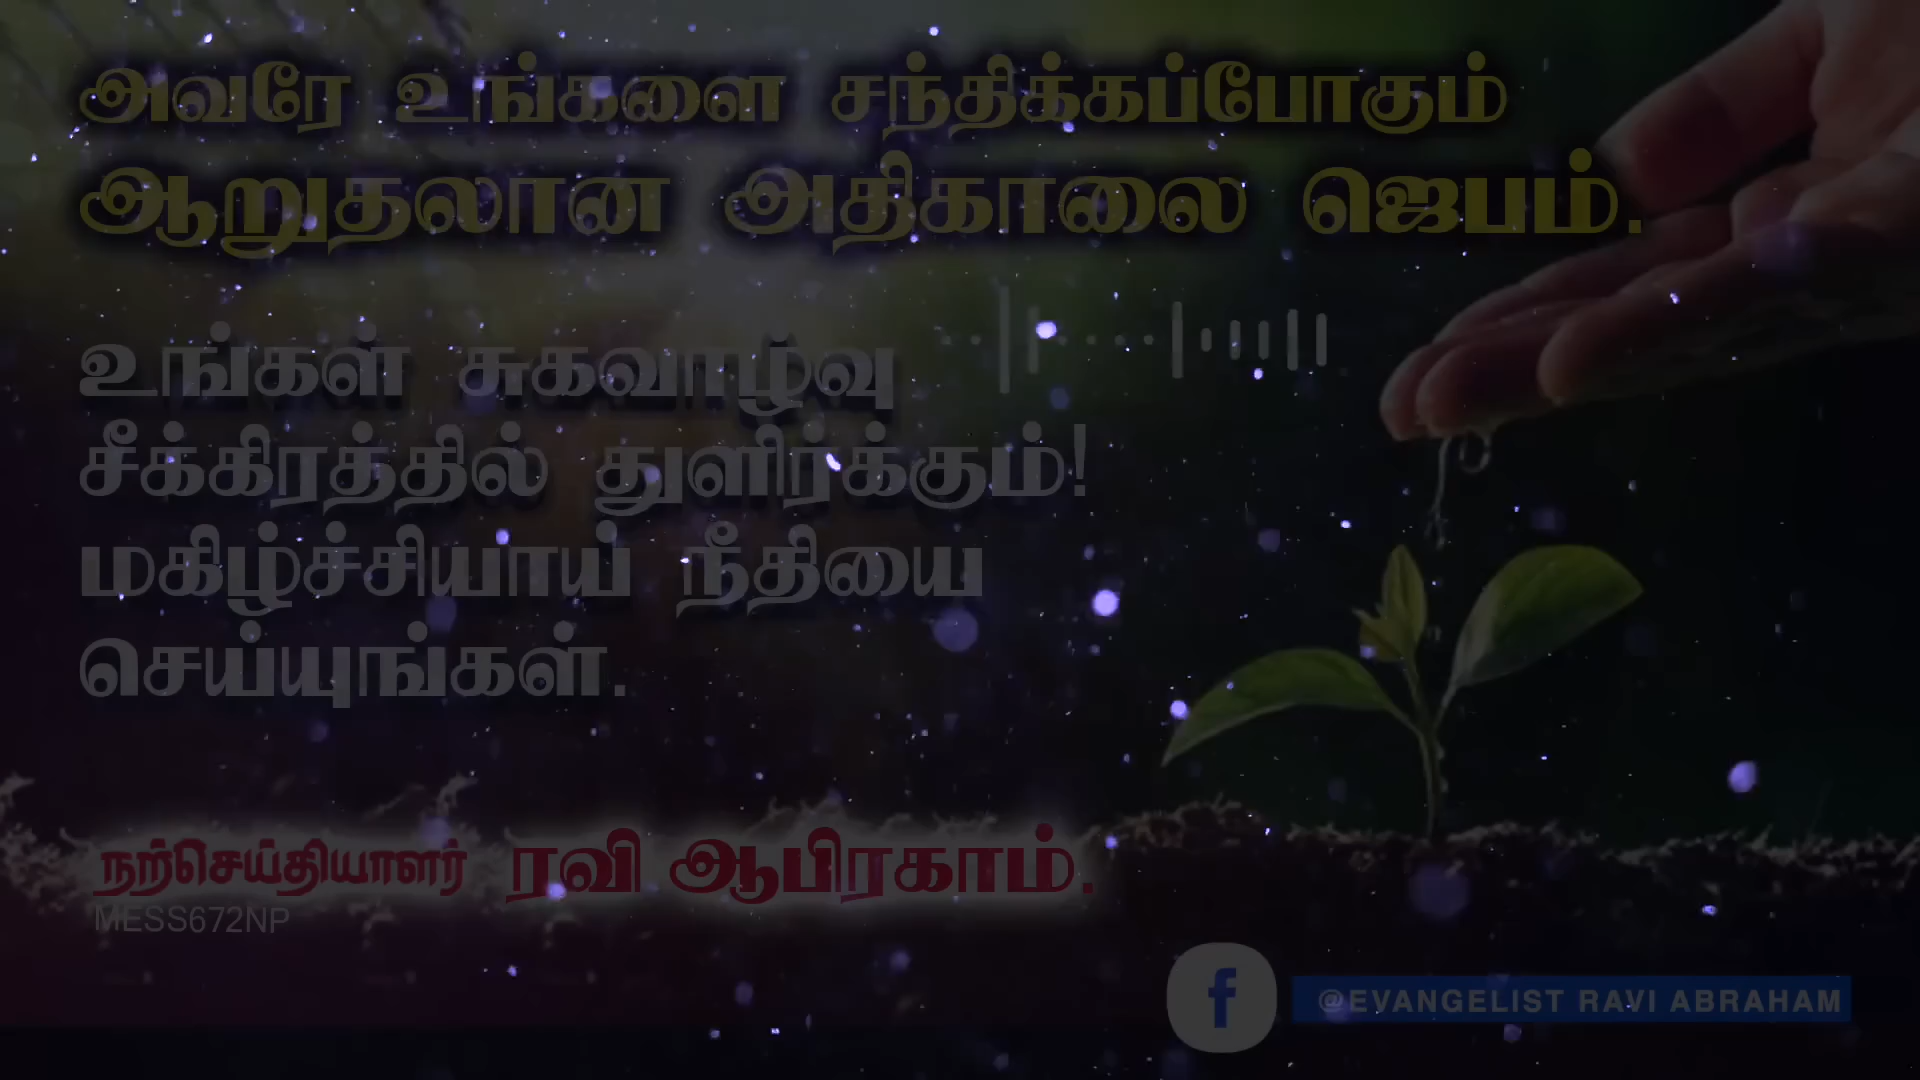 அவரே உங்களை சந்திக்கப்போகும்
ஆறுதலான அதிகாலை ஜெபம்.
உங்கள் சுகவாழ்வு
சீக்கிரத்தில் துளிர்க்கும்!
மகிழ்ச்சியாய் நீதியை
செய்யுங்கள்.
நற்செய்தியாளர் ரவி ஆபிரகாம்.
MESS672NP
@EVANGELIST RAVI ABRAHAM